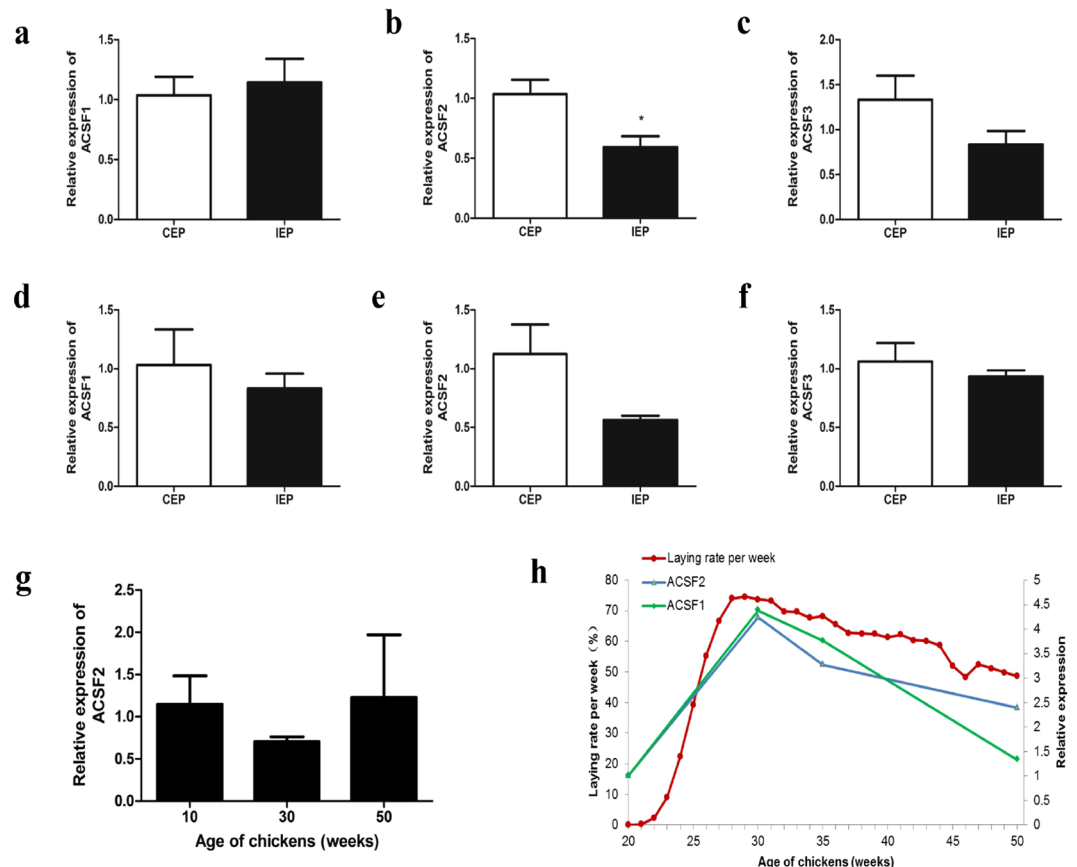 a
Relative expression of
ACSF1
1.5
1.0
0.5
0.0
CEP
IEP
b
Relative expression of
ACSF2
1.5
1.0
0.5
0.0
*
CEP
IEP
c
Relative expression of
ACSF3
2.0
1.5
1.0
0.5
0.0
CEP
IEP
d
Relative expression of
ACSF1
1.5
1.0
0.5
0.0
CEP
IEP
e
Relative expression of
ACSF2
1.5
1.0
0.5
0.0
CEP
IEP
f
Relative expression of
ACSF3
1.5
1.0
0.5
0.0
CEP
IEP
g
Relative expression of
ACSF2
2.5
2.0
1.5
1.0
0.5
0.0
10
30
50
Age of chickens (weeks)
h
Laying rate per week
ACSF2
ACSF1
Laying rate per week （%）
80
70
60
50
40
30
20
10
0
5
4.5
4
3.5
3
2.5
2
1.5
1
0.5
0
Relative expression
20
25
30
35
40
45
50
Age of chickens (weeks)